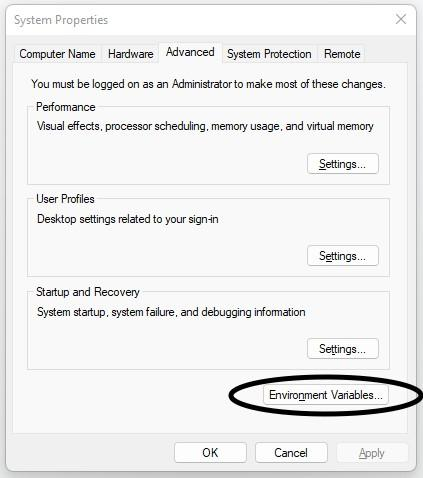 System Properties
Computer Name Hardware Advanced System Protection Remote
You must be logged on as an Administrator to make most of these changes.
Performance
Visual effects, processor scheduling, memory usage, and virtual memory
Settings...
User Profiles
Desktop settings related to your sign-in
Settings...
Startup and Recovery
System startup, system failure, and debugging information
Settings...
Environment Variables...
OK Cancel Apply